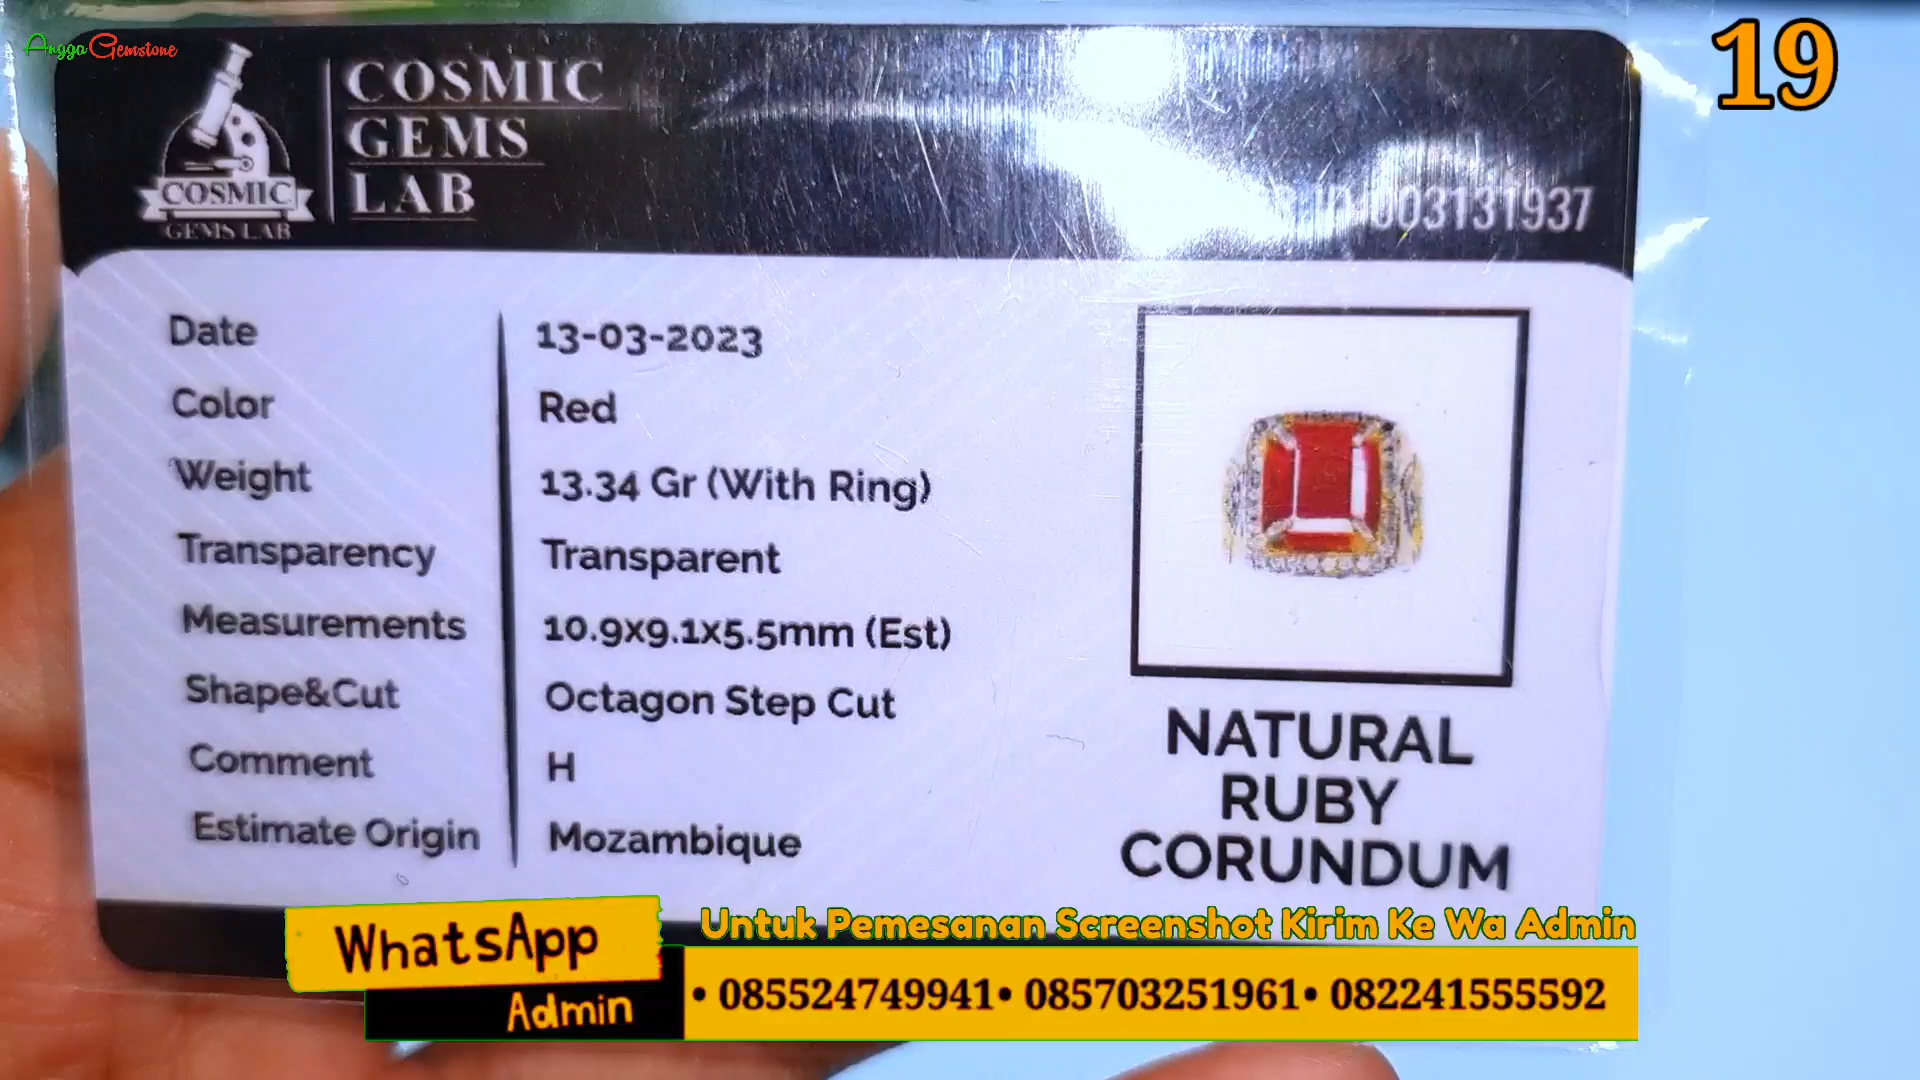 Angga Gemstone
19
COSMIC
GEMS
LAB
COSMIC
GEMS LAB
003131937
Date 13-03-2023
Color Red
Weight 13.34 Gr (With Ring)
Transparency Transparent
Measurements 10.9x9.1x5.5mm (Est)
Shape&Cut Octagon Step Cut
Comment H
Estimate Origin Mozambique
NATURAL
RUBY
CORUNDUM
WhatsApp
Admin
Untuk Pemesanan Screenshot Kirim Ke Wa Admin
• 085524749941• 085703251961• 082241555592